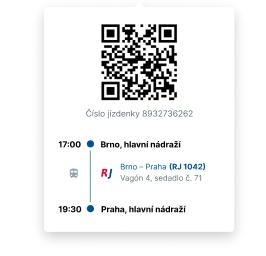 Číslo jízdenky 8932736262
17:00 Brno, hlavní nádraží
RJ Brno – Praha (RJ 1042)
Vagón 4, sedadlo č. 71
19:30 Praha, hlavní nádraží